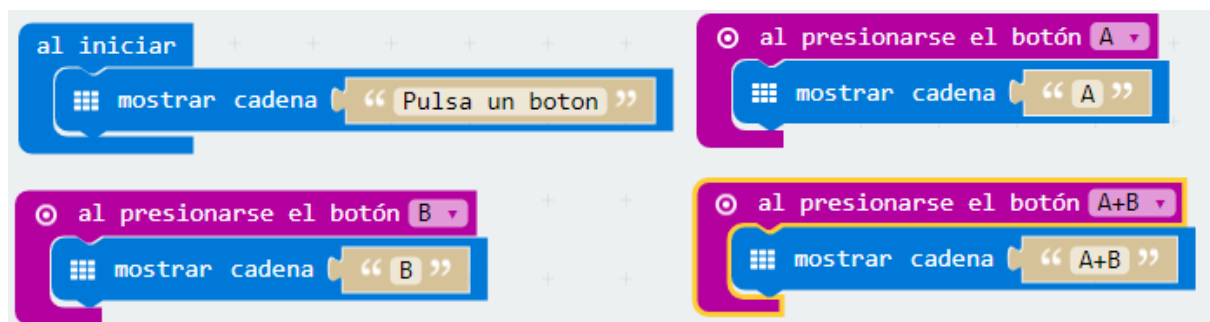 al iniciar
mostrar cadena “ Pulsa un boton ”
al presionarse el botón A
mostrar cadena “ A ”
al presionarse el botón B
mostrar cadena “ B ”
al presionarse el botón A+B
mostrar cadena “ A+B ”